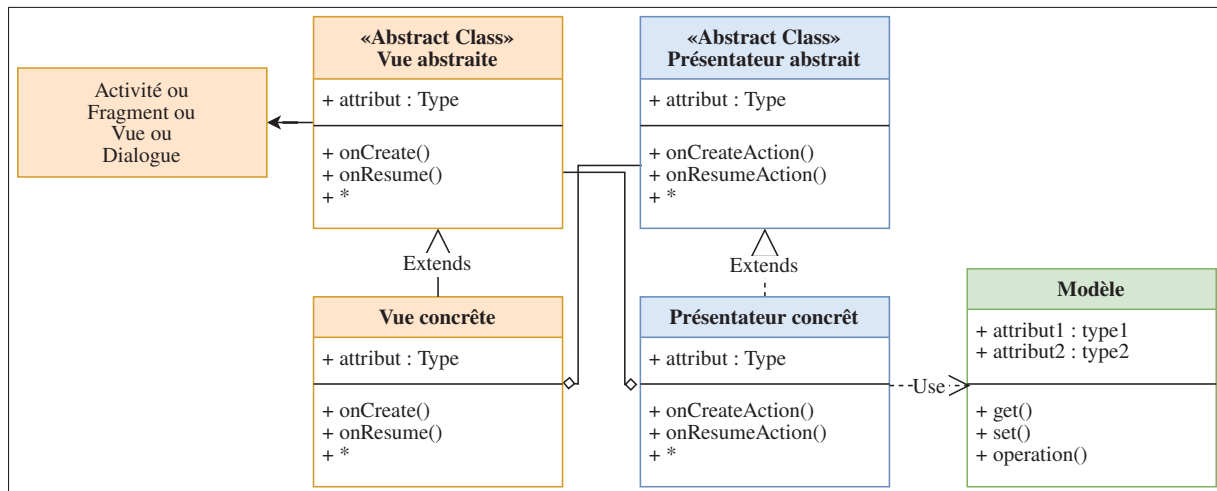 Activité ou
Fragment ou
Vue ou
Dialogue
«Abstract Class»
Vue abstraite
+ attribut : Type
+ onCreate()
+ onResume()
+ *
«Abstract Class»
Présentateur abstrait
+ attribut : Type
+ onCreateAction()
+ onResumeAction()
+ *
Extends
Extends
Vue concrête
+ attribut : Type
+ onCreate()
+ onResume()
+ *
Présentateur concrêt
+ attribut : Type
+ onCreateAction()
+ onResumeAction()
+ *
Use
Modèle
+ attribut1 : type1
+ attribut2 : type2
+ get()
+ set()
+ operation()